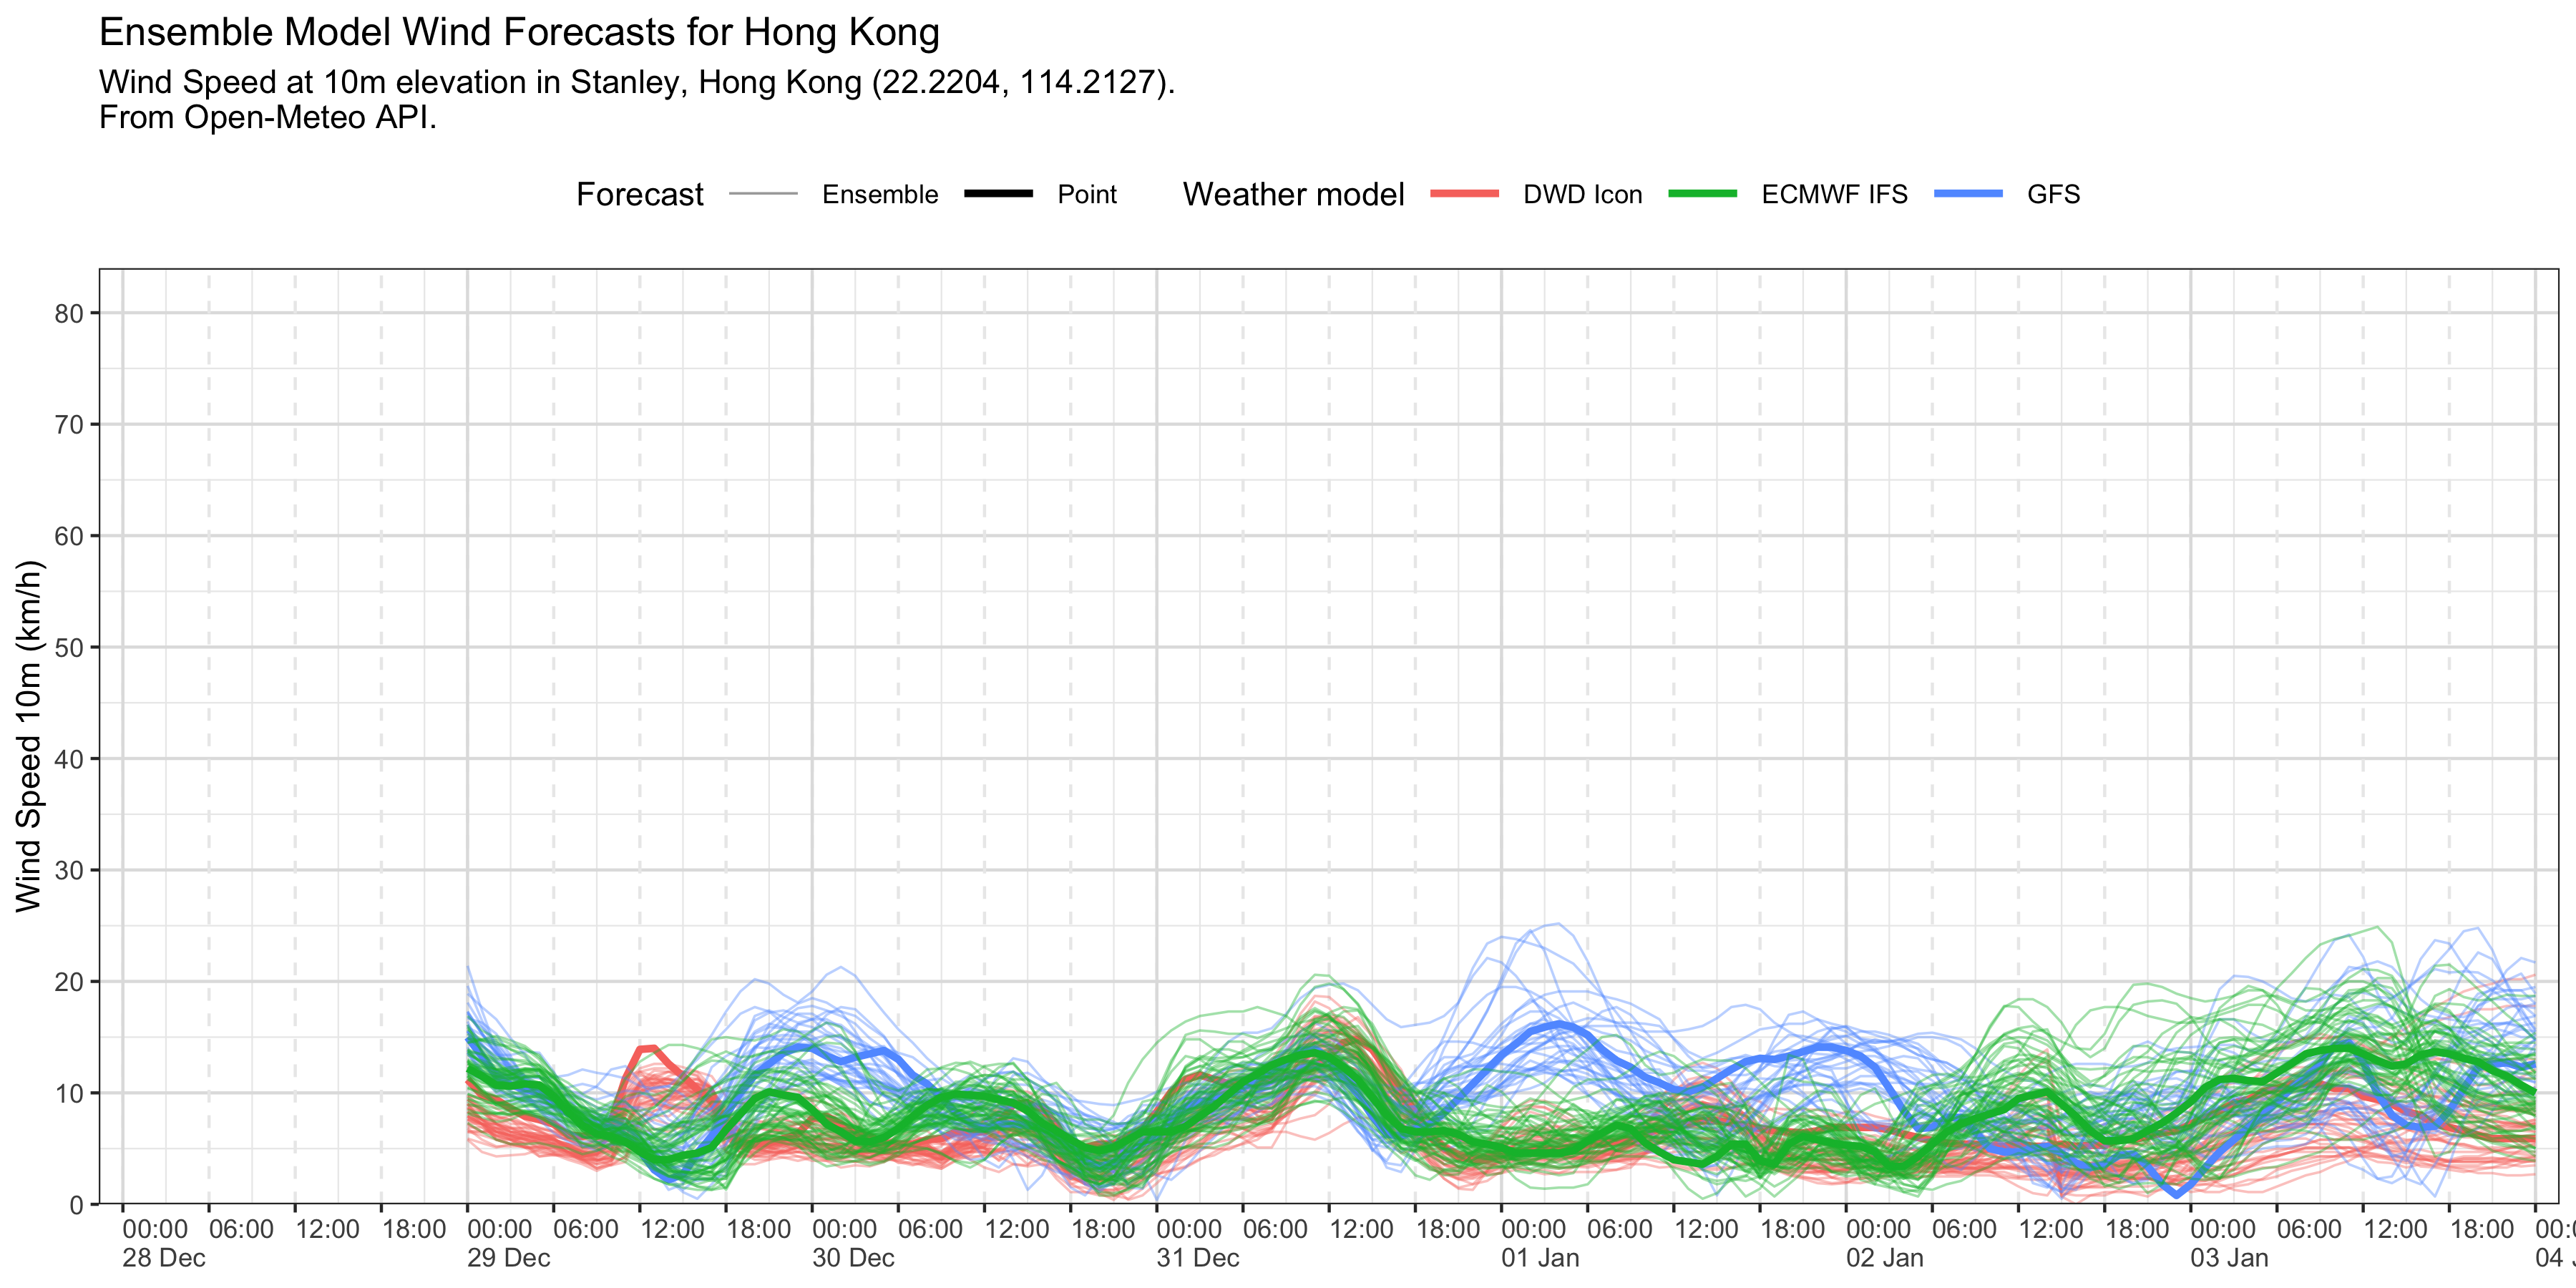 Ensemble Model Wind Forecasts for Hong Kong
Wind Speed at 10m elevation in Stanley, Hong Kong (22.2204, 114.2127).
From Open-Meteo API.
Forecast Ensemble Point Weather model DWD Icon ECMWF IFS GFS
Wind Speed 10m (km/h)
80
70
60
50
40
30
20
10
0
00:00 06:00 12:00 18:00 00:00 06:00 12:00 18:00 00:00 06:00 12:00 18:00 00:00 06:00 12:00 18:00 00:00 06:00 12:00 18:00 00:00 06:00 12:00 18:00 00:00 06:00 12:00 18:00 00:0
28 Dec 29 Dec 30 Dec 31 Dec 01 Jan 02 Jan 03 Jan 04